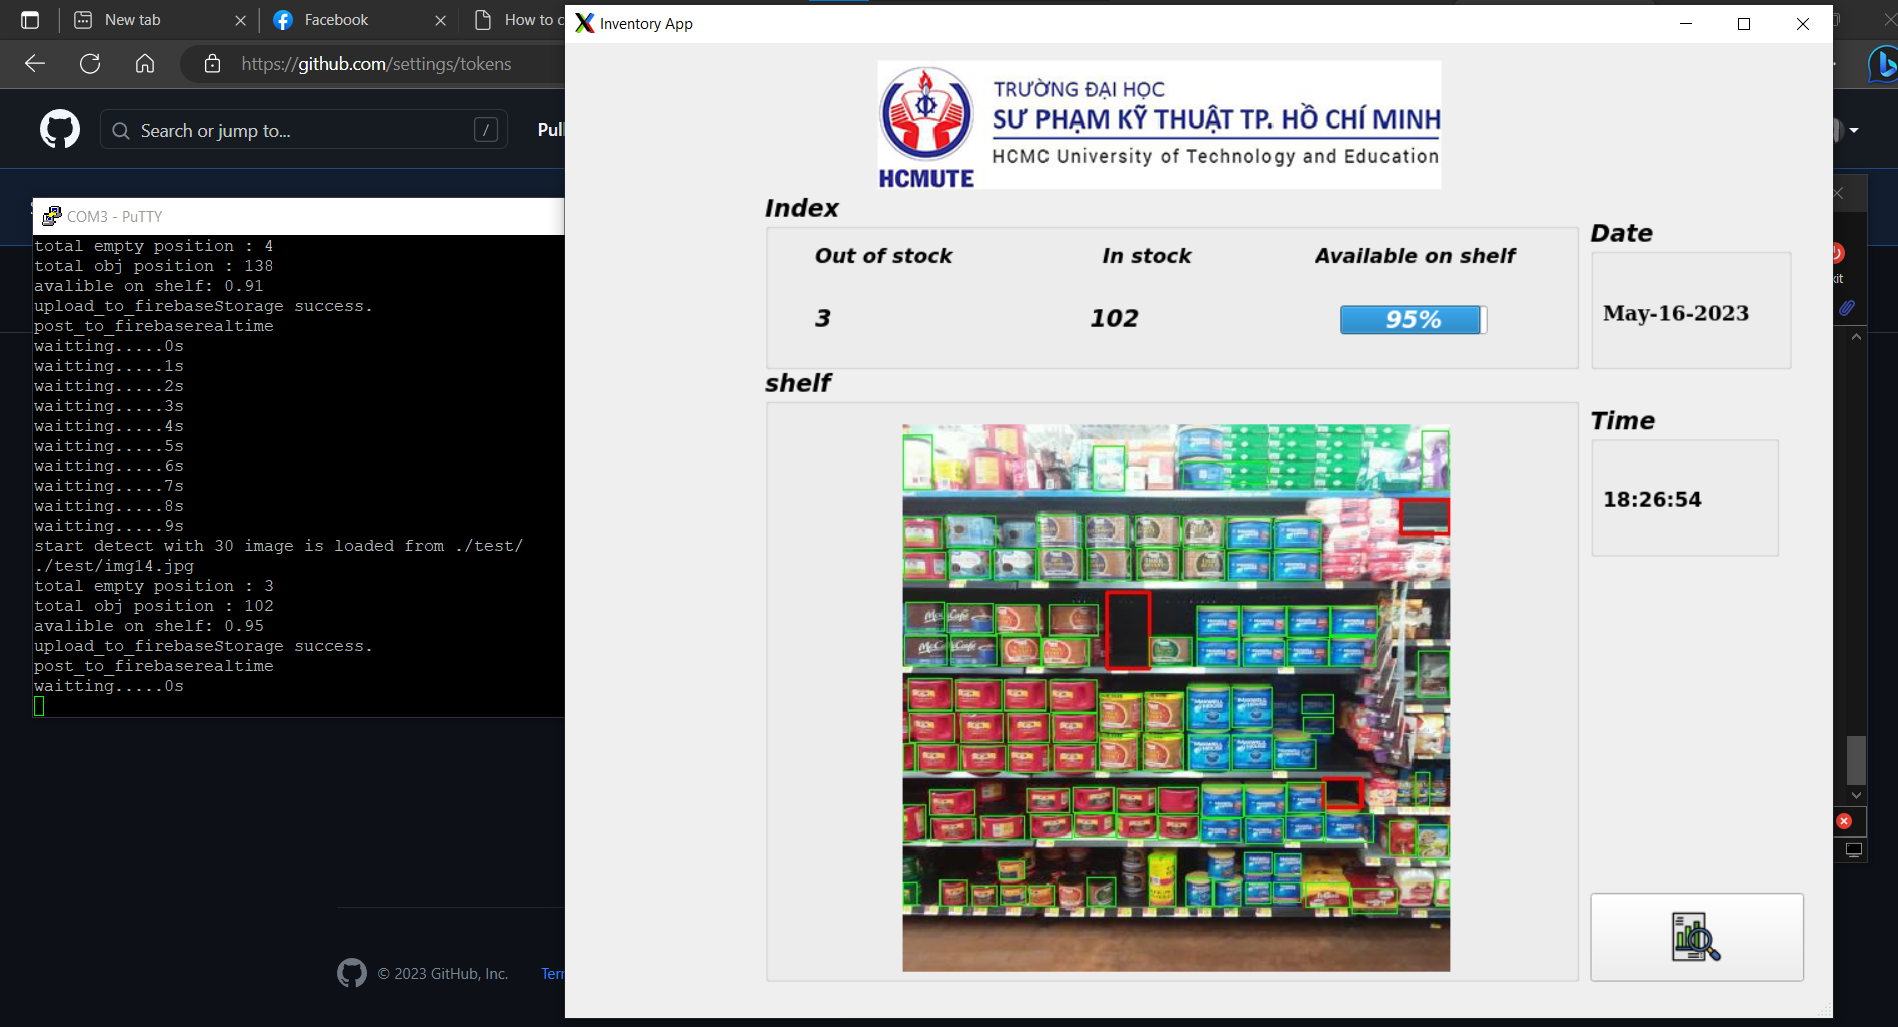 New tab
Facebook
How to c
https://github.com/settings/tokens
Search or jump to...
/
Pull
COM3 - PuTTY
total empty position : 4
total obj position : 138
avalible on shelf: 0.91
upload_to_firebaseStorage success.
post_to_firebaserealtime
waitting.....0s
waitting.....1s
waitting.....2s
waitting.....3s
waitting.....4s
waitting.....5s
waitting.....6s
waitting.....7s
waitting.....8s
waitting.....9s
start detect with 30 image is loaded from ./test/
./test/img14.jpg
total empty position : 3
total obj position : 102
avalible on shelf: 0.95
upload_to_firebaseStorage success.
post_to_firebaserealtime
waitting.....0s
© 2023 GitHub, Inc.
Ter
Inventory App
TRƯỜNG ĐẠI HỌC
SƯ PHẠM KỸ THUẬT TP. HỒ CHÍ MINH
HCMC University of Technology and Education
HCMUTE
Index
Out of stock
In stock
Available on shelf
3
102
95%
Date
May-16-2023
shelf
McCafe
McCafe
MAXWELL HOUSE
Time
18:26:54
xit